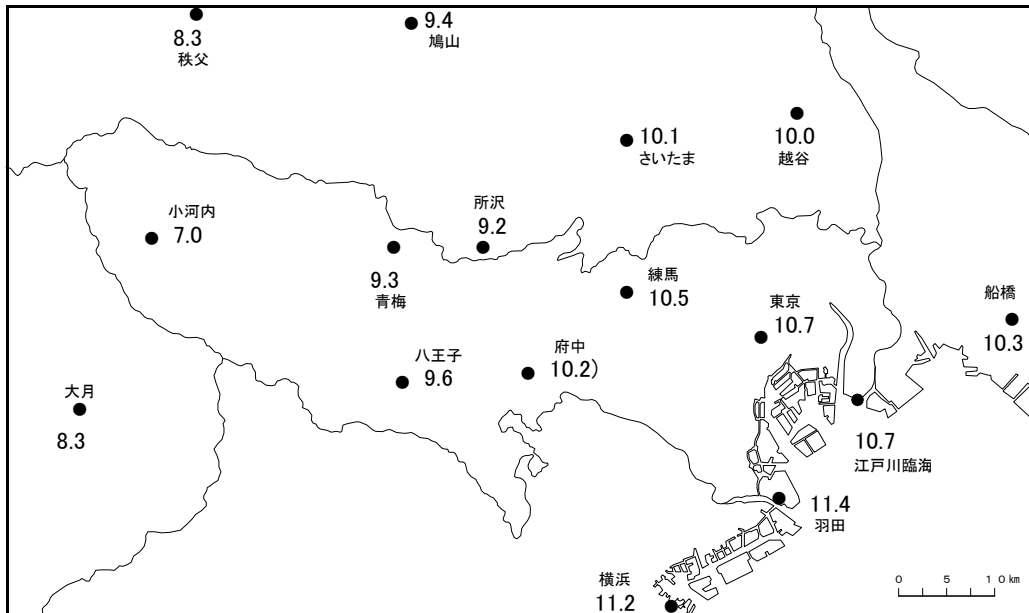 8.3
秩父
9.4
鳩山
10.1
さいたま
10.0
越谷
小河内
7.0
所沢
9.2
9.3
青梅
練馬
10.5
東京
10.7
船橋
10.3
八王子
9.6
府中
10.2)
大月
8.3
10.7
江戸川臨海
11.4
羽田
横浜
11.2
0 5 10km